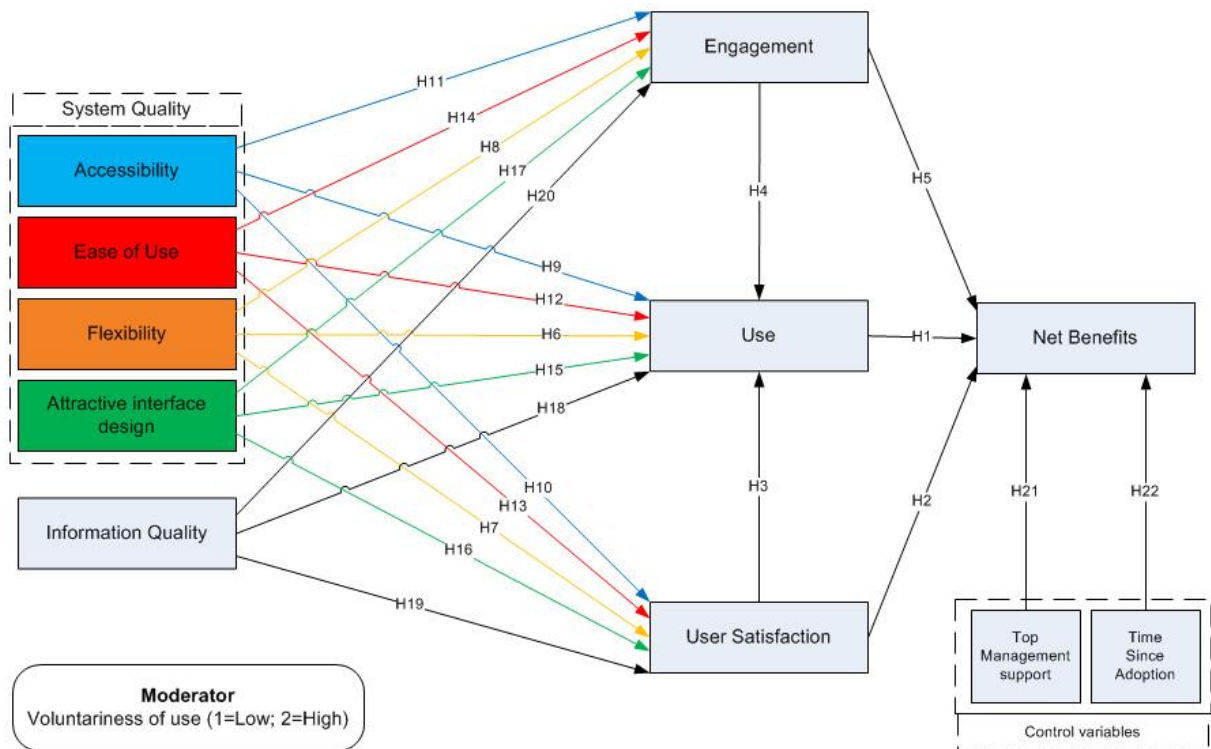 Engagement
System Quality
H11
H14
Accessibility
H8
H17
H20
H4
H5
Ease of Use
H9
H12
Flexibility
H6
Use
H1
Net Benefits
H15
Attractive interface
design
H18
H10
H3
H21
H22
H13
H2
Information Quality
H7
H16
H19
User Satisfaction
Top
Management
support
Time
Since
Adoption
Moderator
Voluntariness of use (1=Low; 2=High)
Control variables